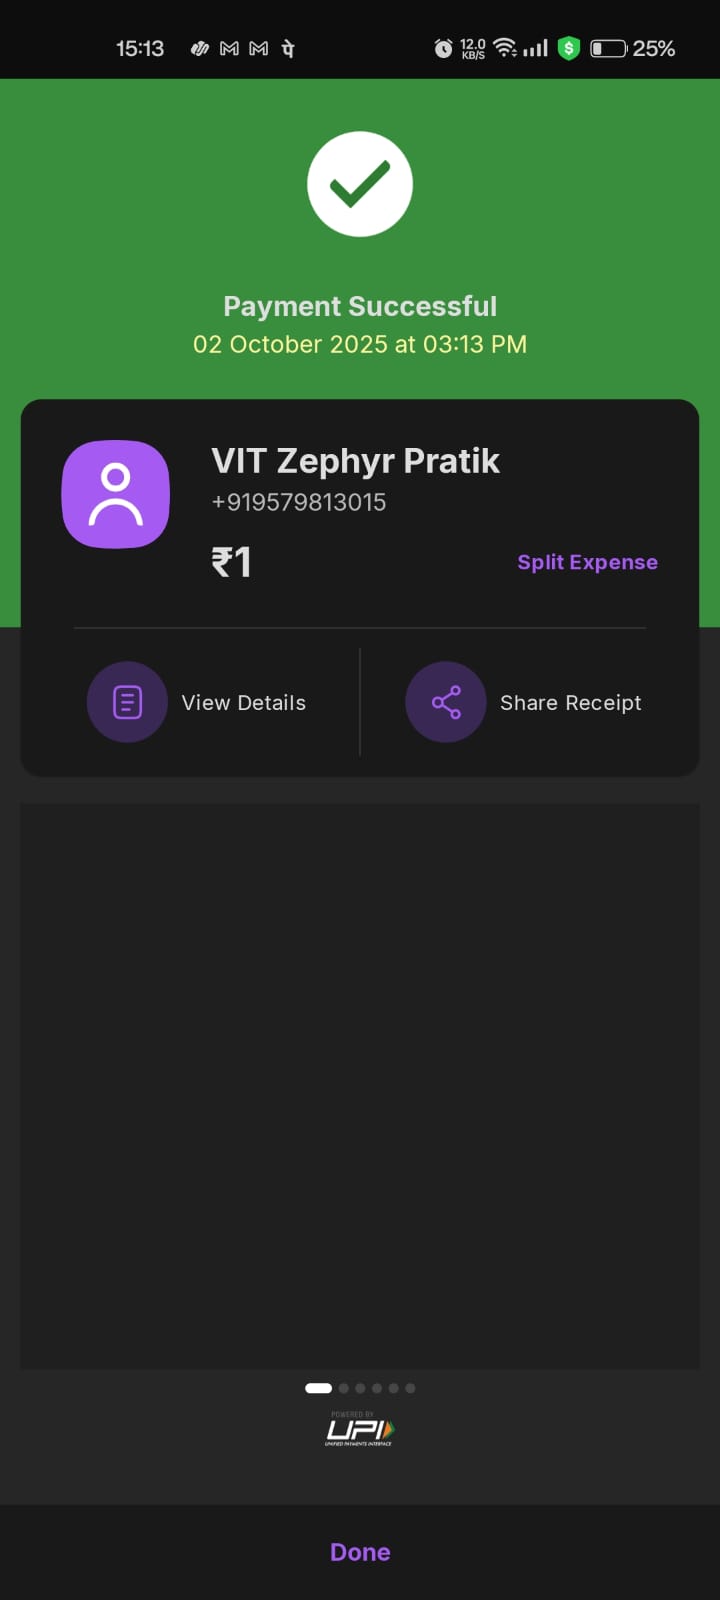 15:13 पे 12.0 KB/S 25%
Payment Successful
02 October 2025 at 03:13 PM
VIT Zephyr Pratik
+919579813015
₹1
Split Expense
View Details
Share Receipt
POWERED BY
UPI
UNIFIED PAYMENTS INTERFACE
Done